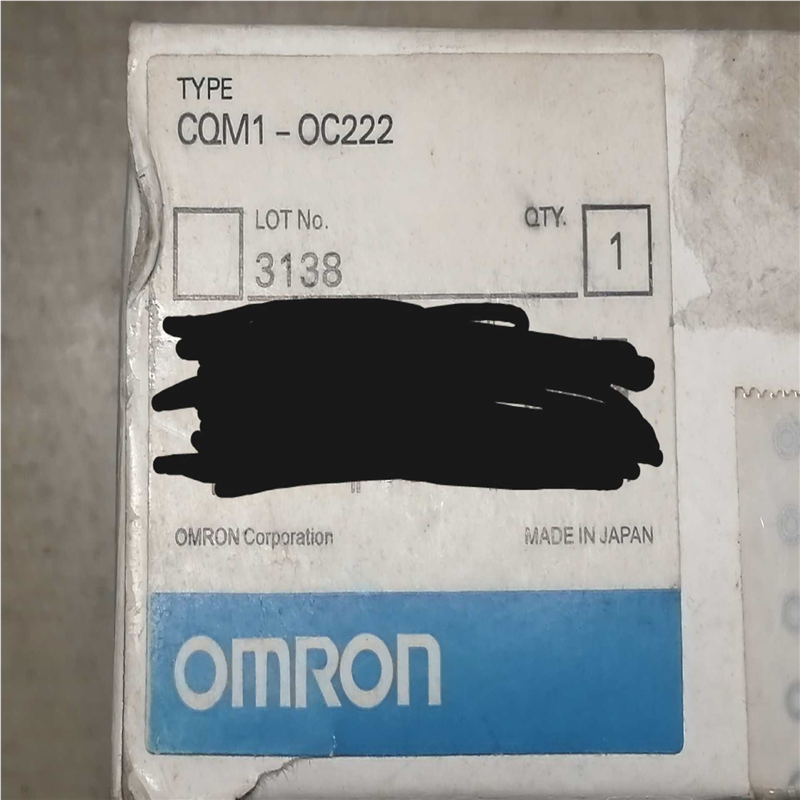 TYPE
CQM1-OC222
LOT No.
3138
QTY.
1
OMRON Corporation
MADE IN JAPAN
OMRON